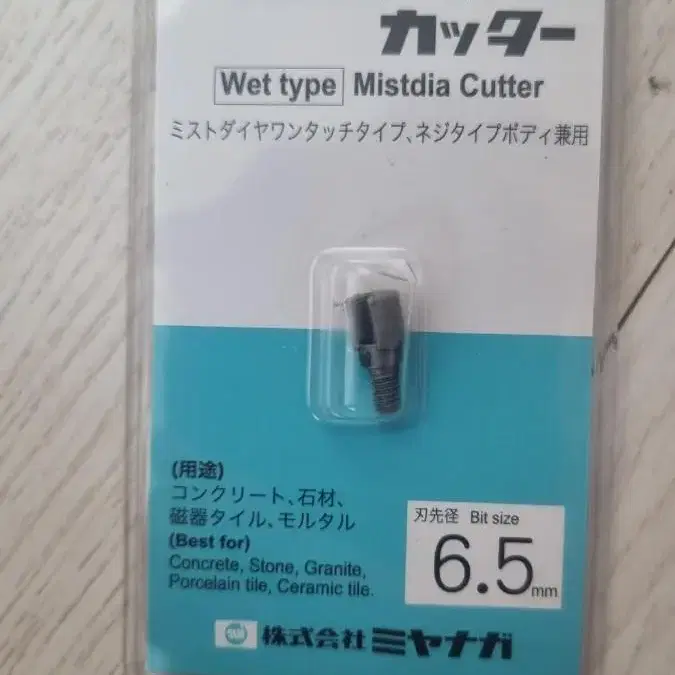 カッター
Wet type Mistdia Cutter
ミストダイヤワンタッチタイプ、ネジタイプボディ兼用
(用途)
コンクリート、石材、
磁器タイル、モルタル
(Best for)
Concrete, Stone, Granite,
Porcelain tile, Ceramic tile.
刃先径 Bit size
6.5mm
株式会社ミヤナガ